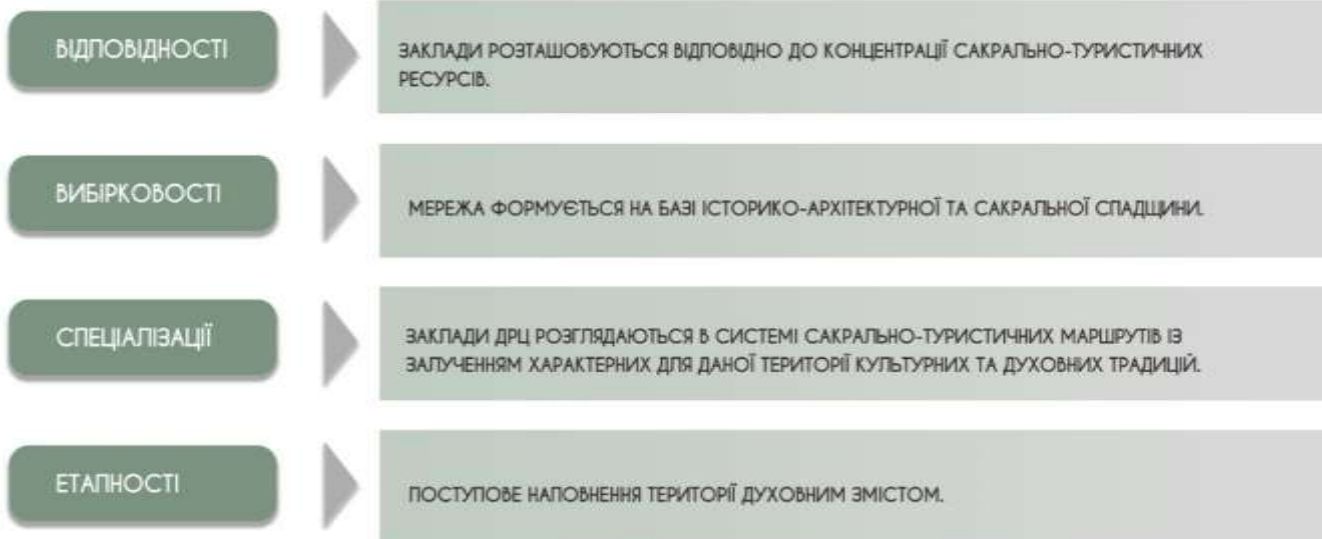 ВІДПОВІДНОСТІ
ЗАКЛАДИ РОЗТАШОВУЮТЬСЯ ВІДПОВІДНО ДО КОНЦЕНТРАЦІЇ САКРАЛЬНО-ТУРИСТИЧНИХ
РЕСУРСІВ.
ВИБІРКОВОСТІ
МЕРЕЖА ФОРМУЄТЬСЯ НА БАЗІ ІСТОРИКО-АРХІТЕКТУРНОЇ ТА САКРАЛЬНОЇ СПАДЩИНИ.
СПЕЦІАЛІЗАЦІЇ
ЗАКЛАДИ ДРЦ РОЗГЛЯДАЮТЬСЯ В СИСТЕМІ САКРАЛЬНО-ТУРИСТИЧНИХ МАРШРУТІВ ІЗ
ЗАЛУЧЕННЯМ ХАРАКТЕРНИХ ДЛЯ ДАНОЇ ТЕРИТОРІЇ КУЛЬТУРНИХ ТА ДУХОВНИХ ТРАДИЦІЙ.
ЕТАПНОСТІ
ПОСТУПОВЕ НАПОВНЕННЯ ТЕРИТОРІЇ ДУХОВНИМ ЗМІСТОМ.